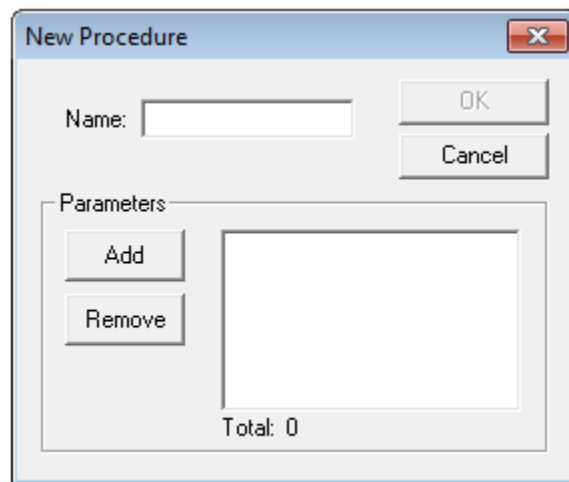 New Procedure
Name:
OK
Cancel
Parameters
Add
Remove
Total: 0